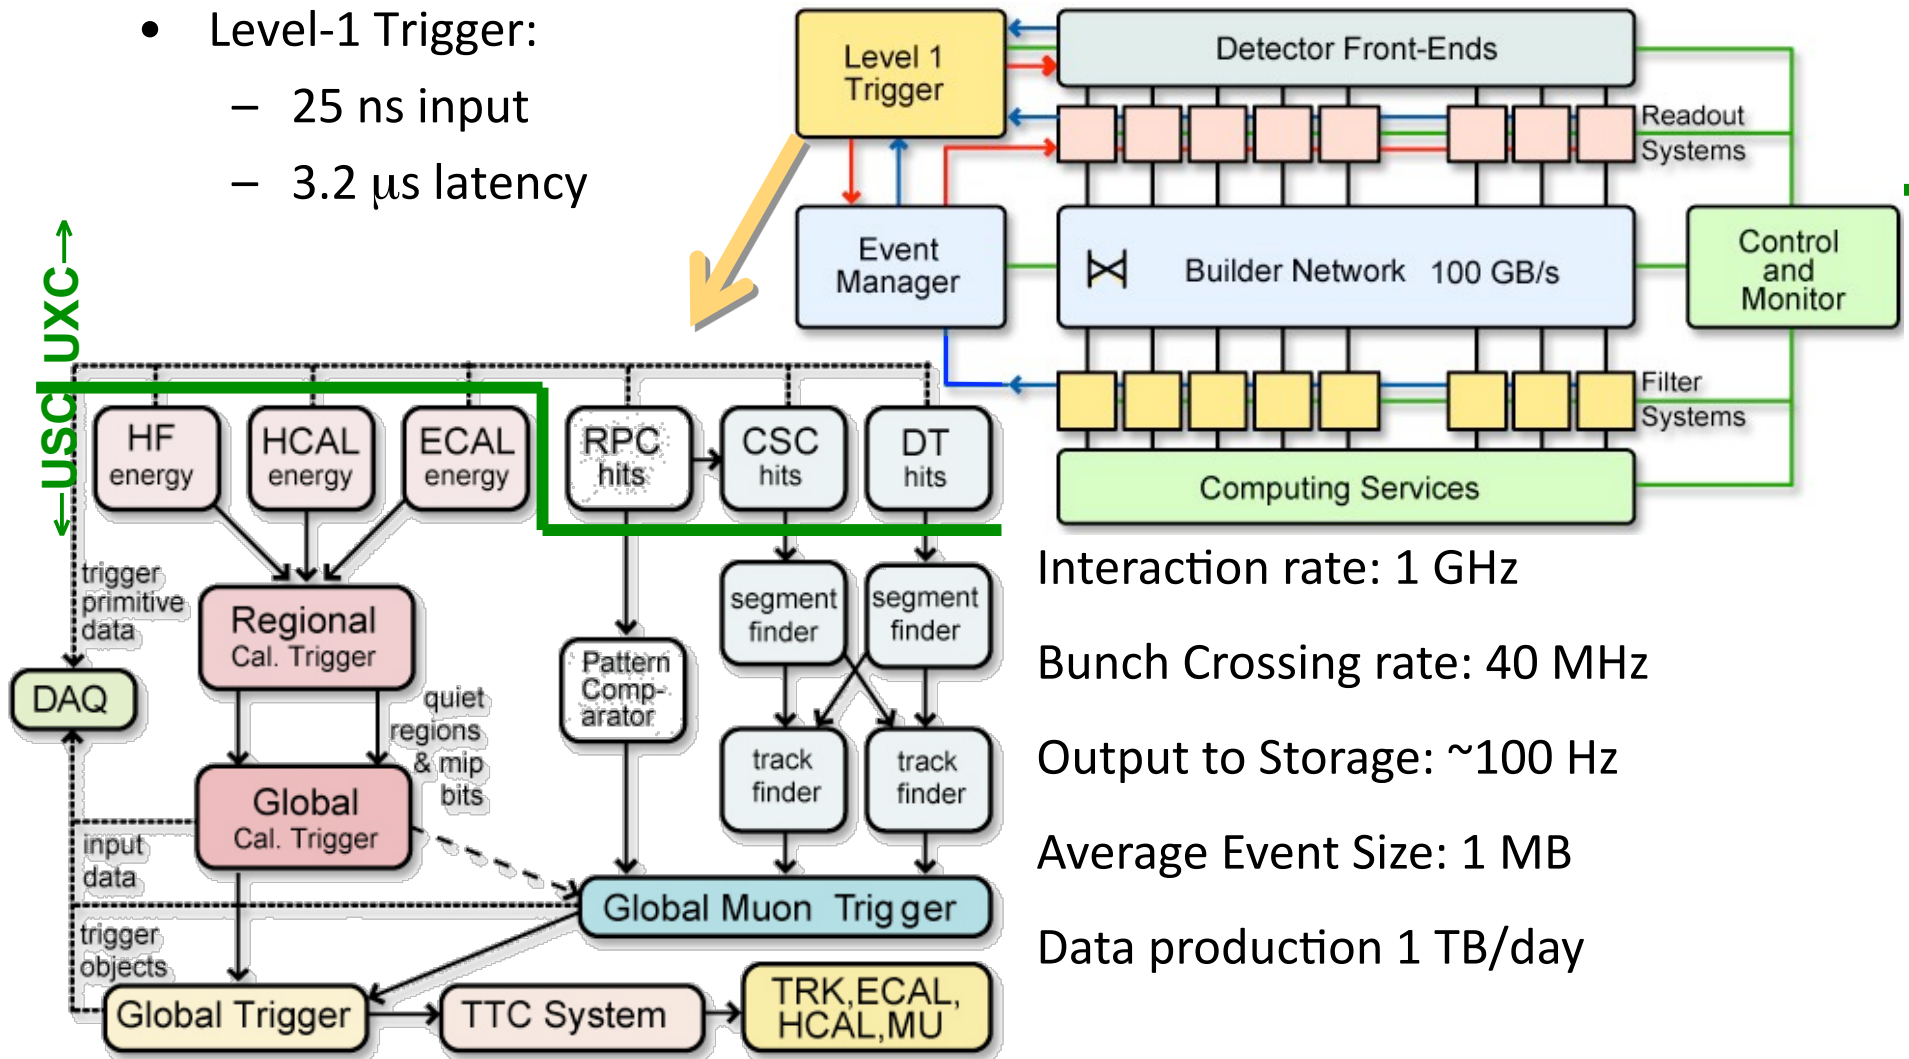 • Level-1 Trigger:
– 25 ns input
– 3.2 μs latency
Level 1
Trigger
Detector Front-Ends
Readout
Systems
Event
Manager
Builder Network 100 GB/s
Control
and
Monitor
Filter
Systems
Computing Services
←USC UXC→
HF
energy
HCAL
energy
ECAL
energy
RPC
hits
CSC
hits
DT
hits
trigger
primitive
data
Regional
Cal. Trigger
segment
finder
segment
finder
Pattern
Comp-
arator
DAQ
quiet
regions
& mip
bits
track
finder
track
finder
Global
Cal. Trigger
input
data
Global Muon Trigger
trigger
objects
Global Trigger
TTC System
TRK,ECAL,
HCAL,MU
Interaction rate: 1 GHz
Bunch Crossing rate: 40 MHz
Output to Storage: ~100 Hz
Average Event Size: 1 MB
Data production 1 TB/day